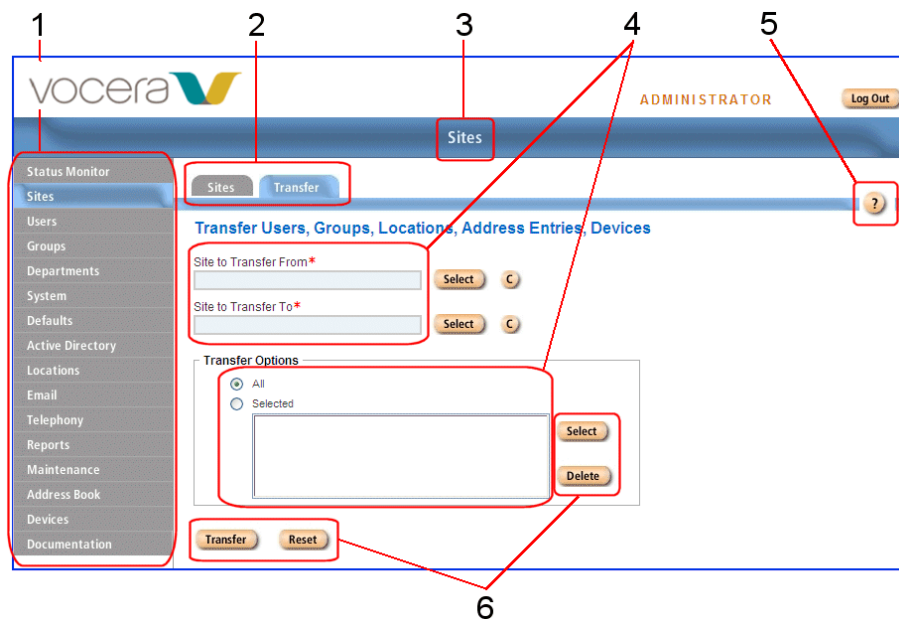 1 2 3 4 5
vocera
ADMINISTRATOR Log Out
Sites
Status Monitor
Sites
Users
Groups
Departments
System
Defaults
Active Directory
Locations
Email
Telephony
Reports
Maintenance
Address Book
Devices
Documentation
Sites Transfer
?
Transfer Users, Groups, Locations, Address Entries, Devices
Site to Transfer From*
Select C
Site to Transfer To*
Select C
Transfer Options
All
Selected
Select
Delete
Transfer Reset
6